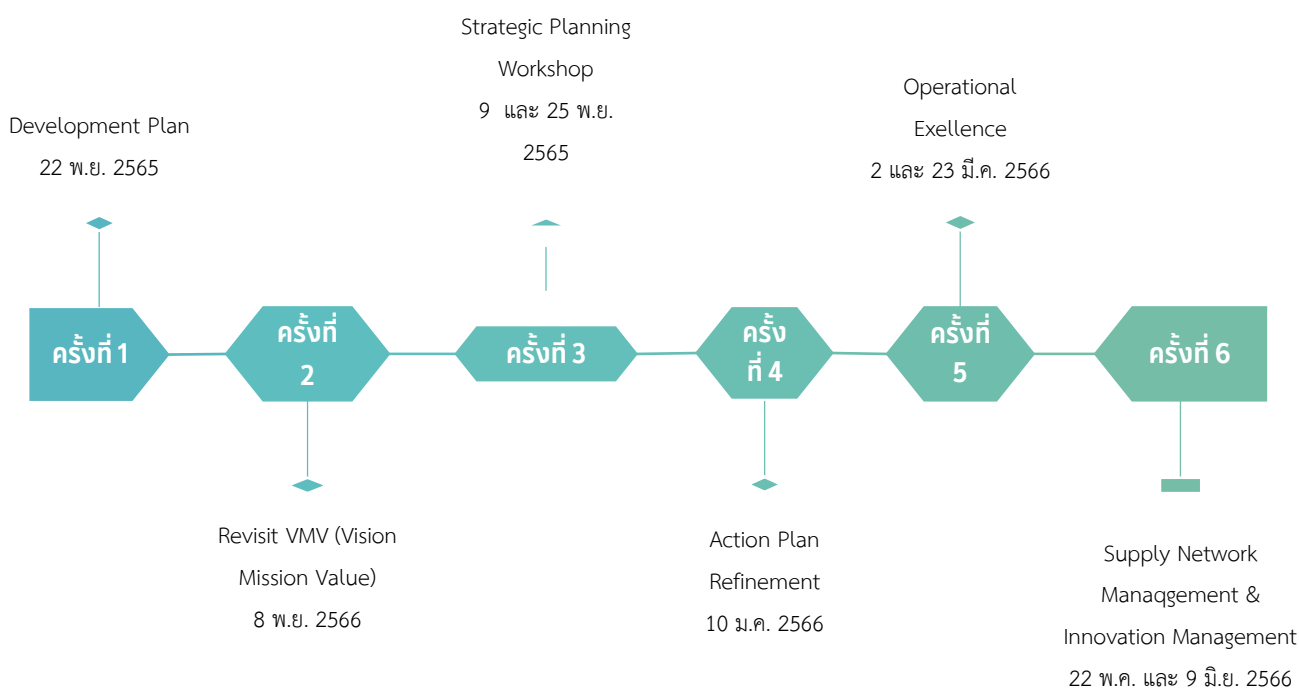 Strategic Planning
Workshop
9 และ 25 พ.ย.
2565
Operational
Exellence
2 และ 23 มี.ค. 2566
Development Plan
22 พ.ย. 2565
ครั้งที่ 1
ครั้งที่
2
ครั้งที่ 3
ครั้ง
ที่ 4
ครั้งที่
5
ครั้งที่ 6
Revisit VMV (Vision
Mission Value)
8 พ.ย. 2566
Action Plan
Refinement
10 ม.ค. 2566
Supply Network
Manaqgement &
Innovation Management
22 พ.ค. และ 9 มิ.ย. 2566